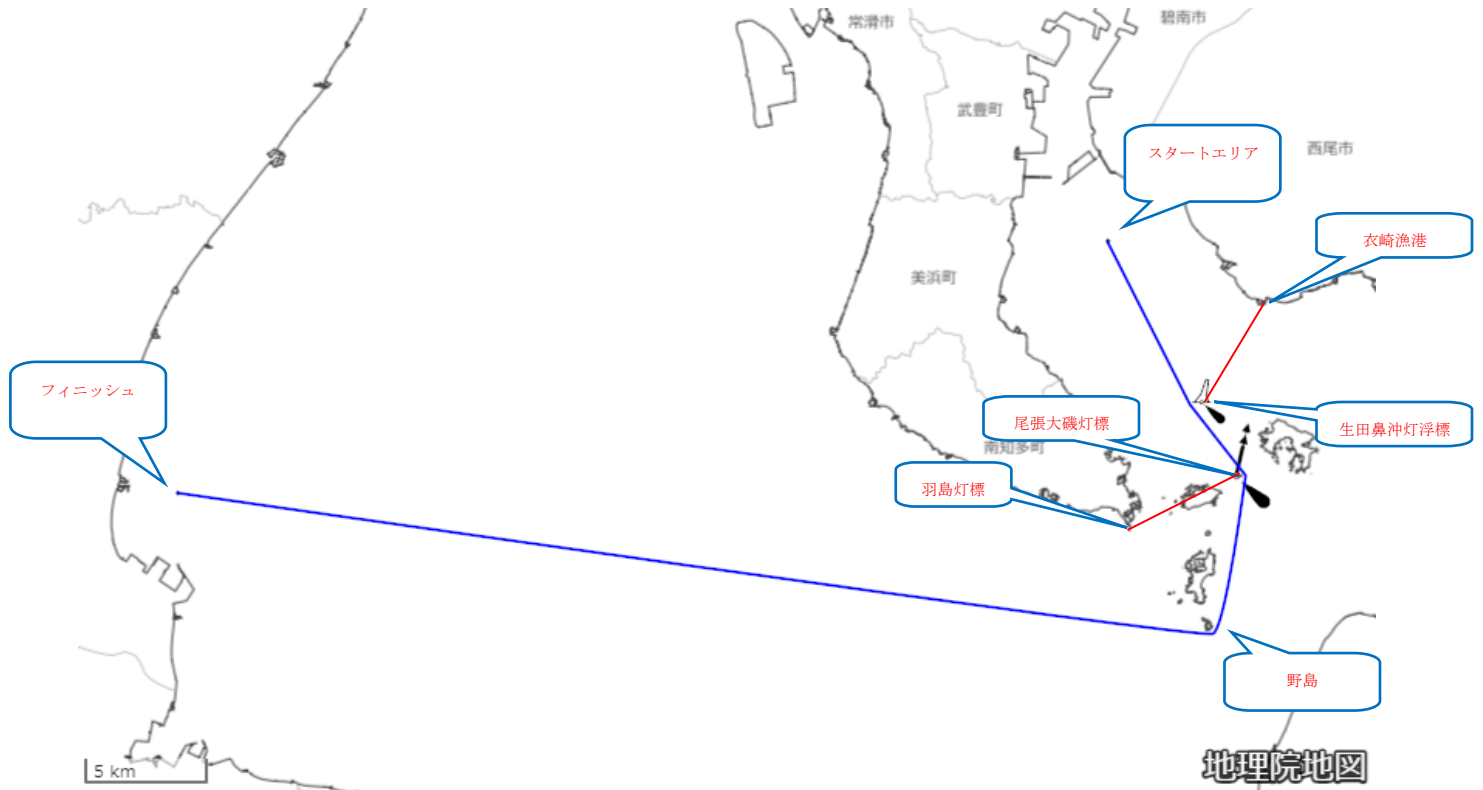 常滑市
碧南市
武豊町
スタートエリア
西尾市
衣崎漁港
美浜町
フィニッシュ
尾張大磯灯標
生田鼻沖灯浮標
南知多町
羽島灯標
野島
5 km
地理院地図